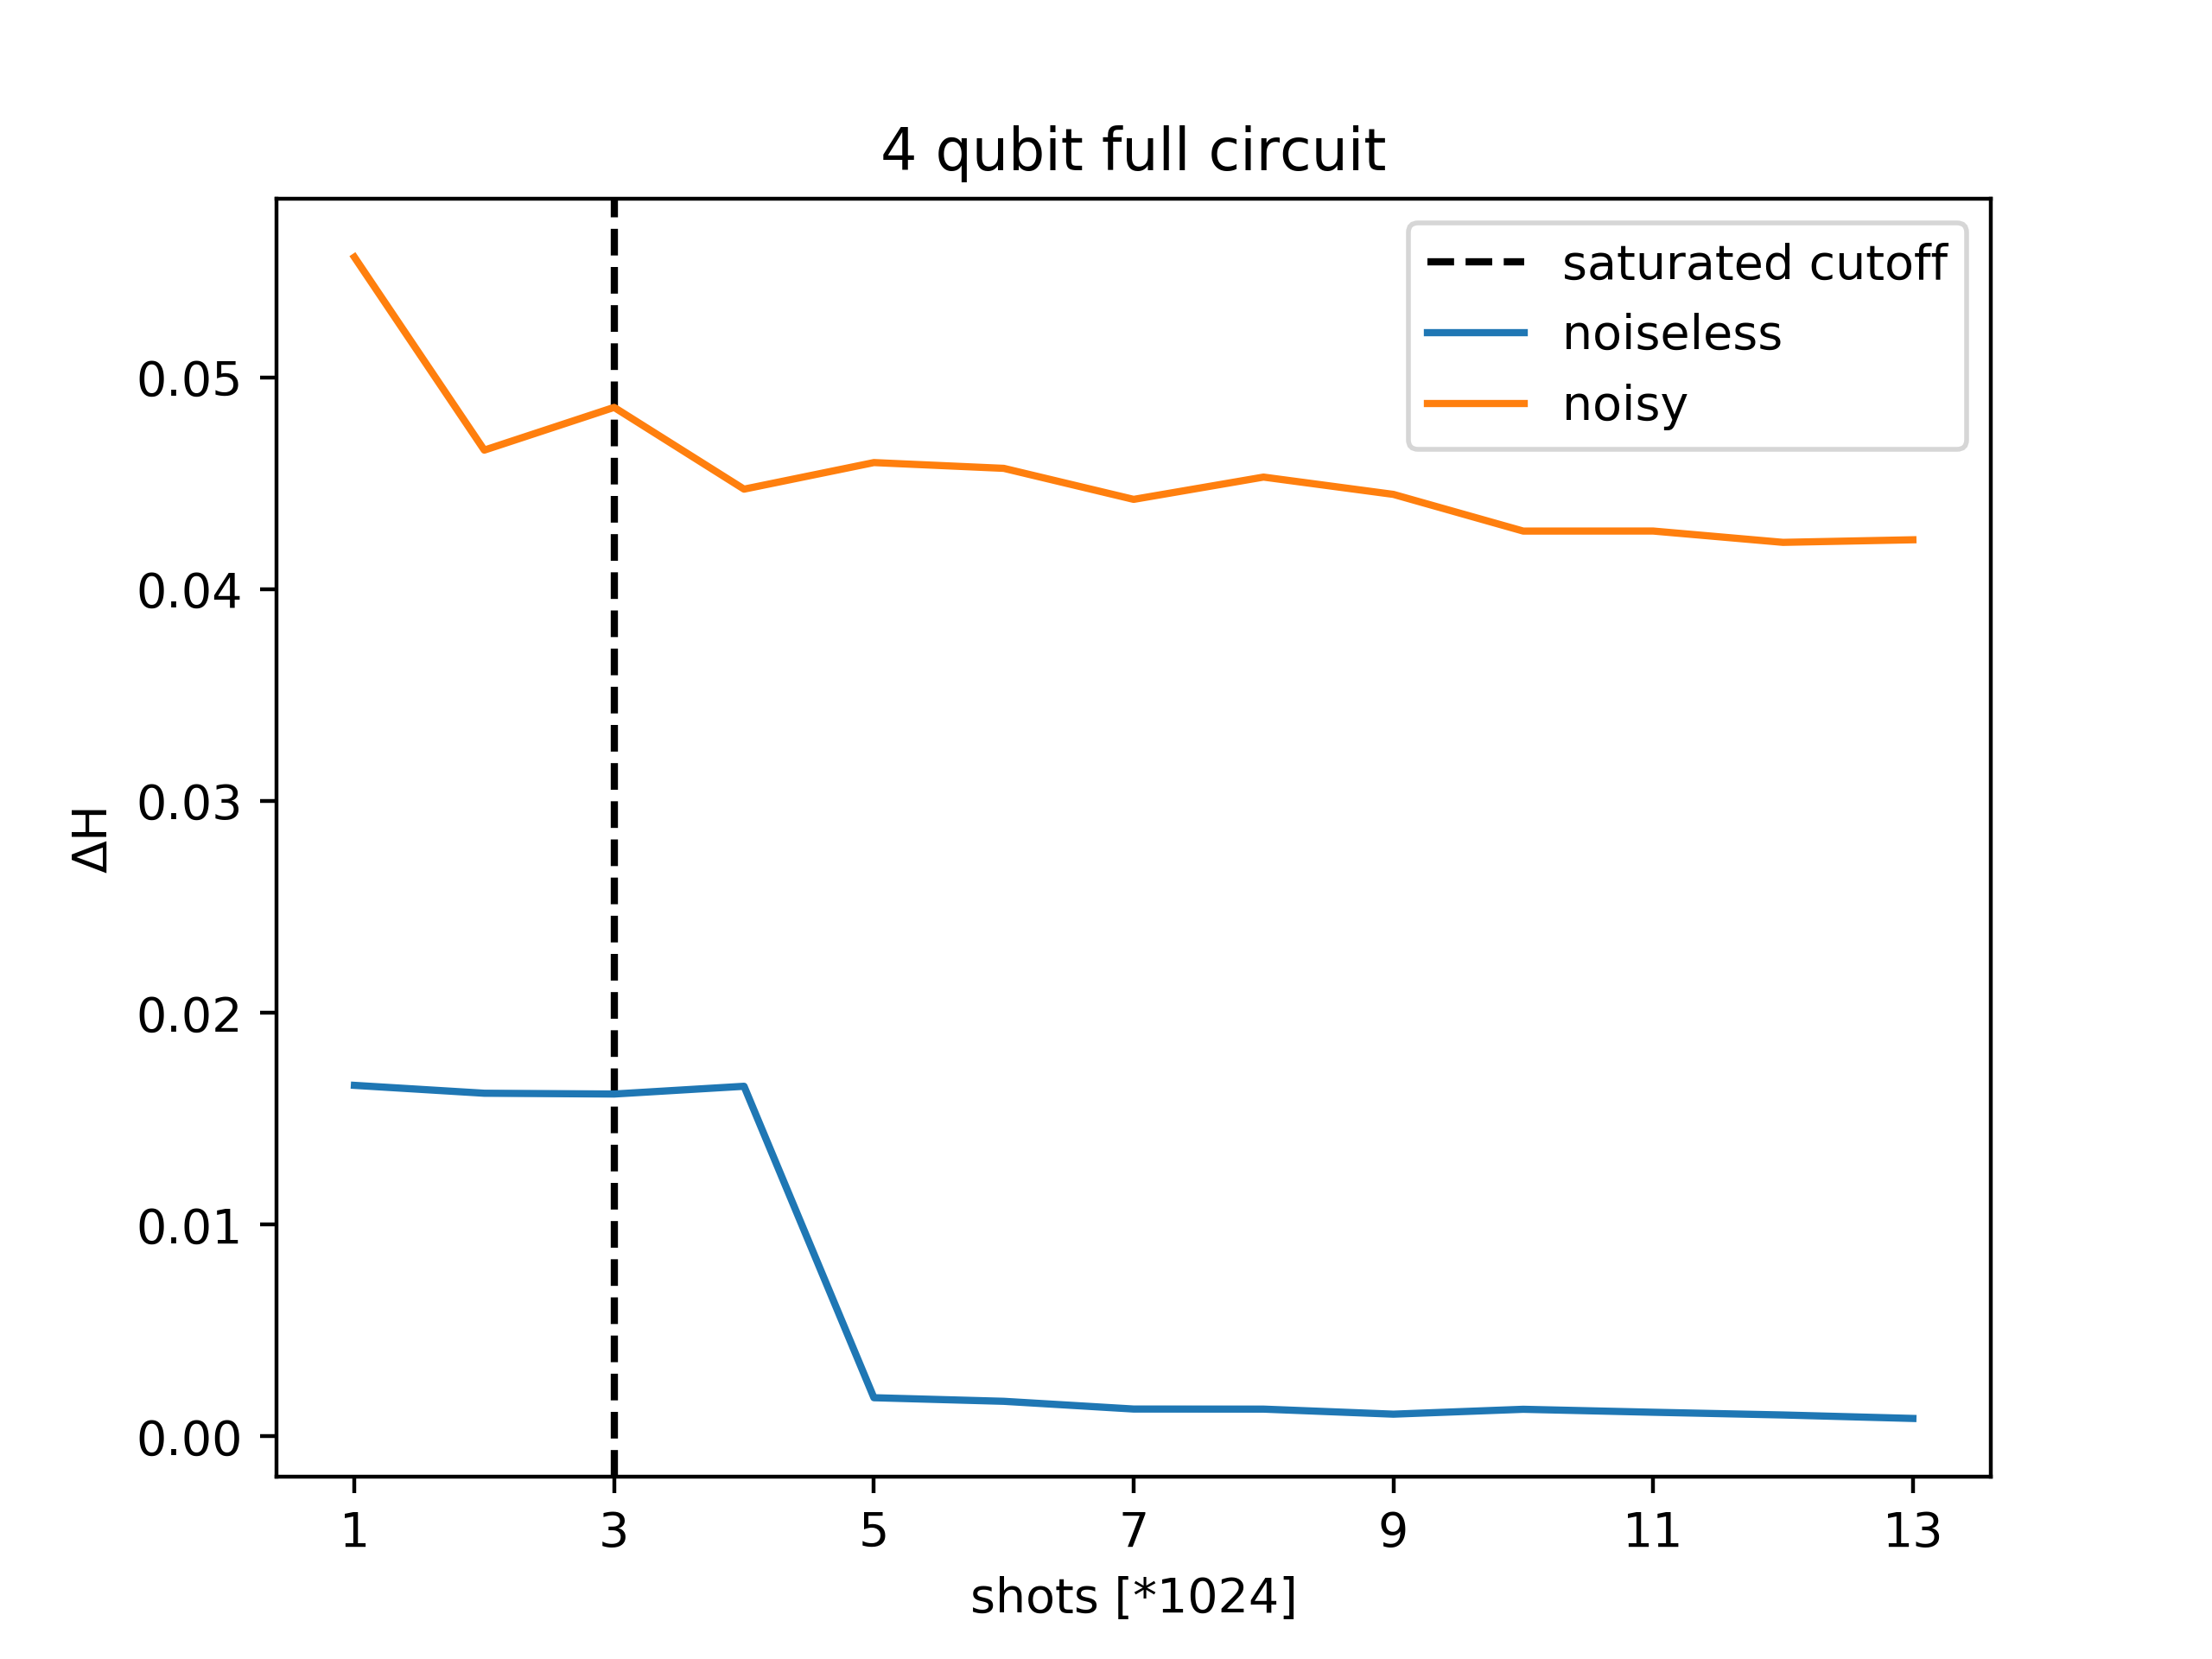 4 qubit full circuit
saturated cutoff
noiseless
noisy
0.05
0.04
0.03
0.02
0.01
0.00
ΔH
1 3 5 7 9 11 13
shots [*1024]